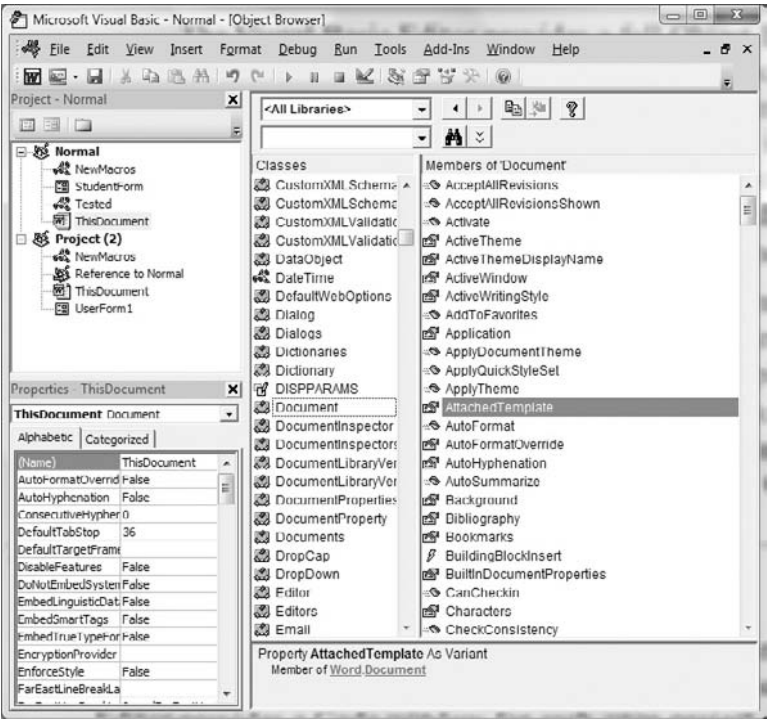 Microsoft Visual Basic - Normal - [Object Browser]
File Edit View Insert Format Debug Run Tools Add-Ins Window Help
Project - Normal
Normal
NewMacros
StudentForm
Tested
ThisDocument
Project (2)
NewMacros
Reference to Normal
ThisDocument
UserForm1
Properties - ThisDocument
ThisDocument Document
Alphabetic Categorized
(Name) ThisDocument
AutoFormatOverrid False
AutoHyphenation False
ConsecutiveHypher 0
DefaultTabStop 36
DefaultTargetFrame
DisableFeatures False
DoNotEmbedSystem False
EmbedLinguisticDat False
EmbedSmartTags False
EmbedTrueTypeFor False
EncryptionProvider
EnforceStyle False
FarEastLineBreakLa
<All Libraries>
Classes
CustomXMLSchema
CustomXMLSchema
CustomXMLValidatic
CustomXMLValidatic
DataObject
DateTime
DefaultWebOptions
Dialog
Dialogs
Dictionaries
Dictionary
DISPPARAMS
Document
DocumentInspector
DocumentInspectors
DocumentLibraryVer
DocumentLibraryVer
DocumentProperties
DocumentProperty
Documents
DropCap
DropDown
Editor
Editors
Email
Members of 'Document'
AcceptAllRevisions
AcceptAllRevisionsShown
Activate
ActiveTheme
ActiveThemeDisplayName
ActiveWindow
ActiveWritingStyle
AddToFavorites
Application
ApplyDocumentTheme
ApplyQuickStyleSet
ApplyTheme
AttachedTemplate
AutoFormat
AutoFormatOverride
AutoHyphenation
AutoSummarize
Background
Bibliography
Bookmarks
BuildingBlockInsert
BuiltInDocumentProperties
CanCheckin
Characters
CheckConsistency
Property AttachedTemplate As Variant
Member of Word.Document